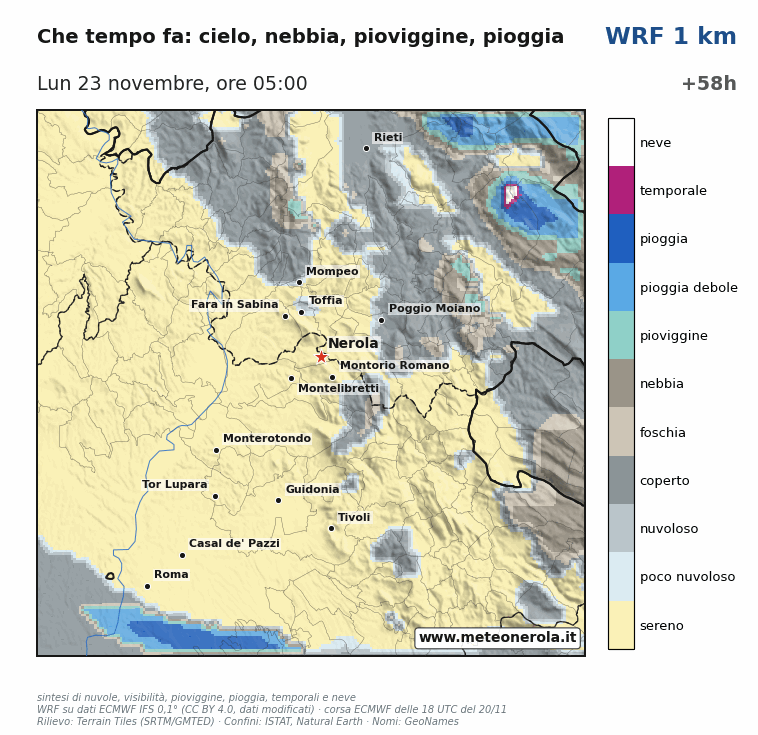 Che tempo fa: cielo, nebbia, pioviggine, pioggia
WRF 1 km
Lun 23 novembre, ore 05:00
+58h
Rieti
Mompeo
Fara in Sabina
Toffia
Poggio Moiano
Nerola
Montorio Romano
Montelibretti
Monterotondo
Tor Lupara
Guidonia
Tivoli
Casal de' Pazzi
Roma
www.meteonerola.it
neve
temporale
pioggia
pioggia debole
pioviggine
nebbia
foschia
coperto
nuvoloso
poco nuvoloso
sereno
sintesi di nuvole, visibilità, pioviggine, pioggia, temporali e neve
WRF su dati ECMWF IFS 0,1° (CC BY 4.0, dati modificati) · corsa ECMWF delle 18 UTC del 20/11
Rilievo: Terrain Tiles (SRTM/GMTED) · Confini: ISTAT, Natural Earth · Nomi: GeoNames